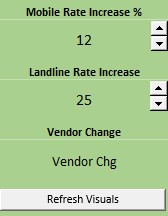 Mobile Rate Increase %
12
Landline Rate Increase
25
Vendor Change
Vendor Chg
Refresh Visuals